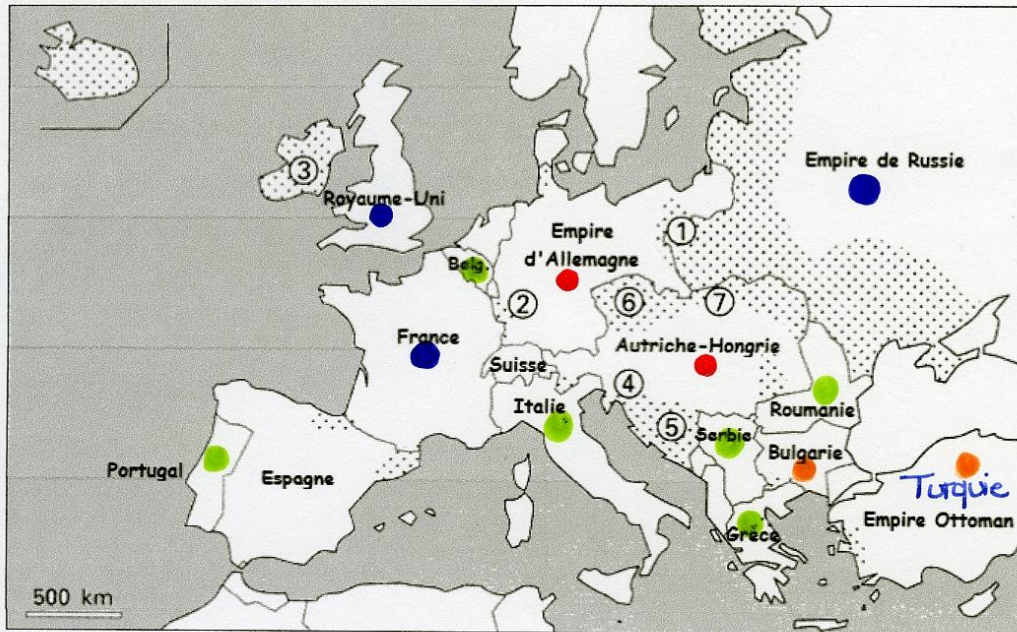 Empire de Russie
③
Royaume-Uni
①
Empire
d'Allemagne
Belg.
②
⑥
⑦
France
Autriche-Hongrie
Suisse
④
Italie
Roumanie
⑤
Serbie
Bulgarie
Portugal
Espagne
Turquie
Empire Ottoman
Grèce
500 km